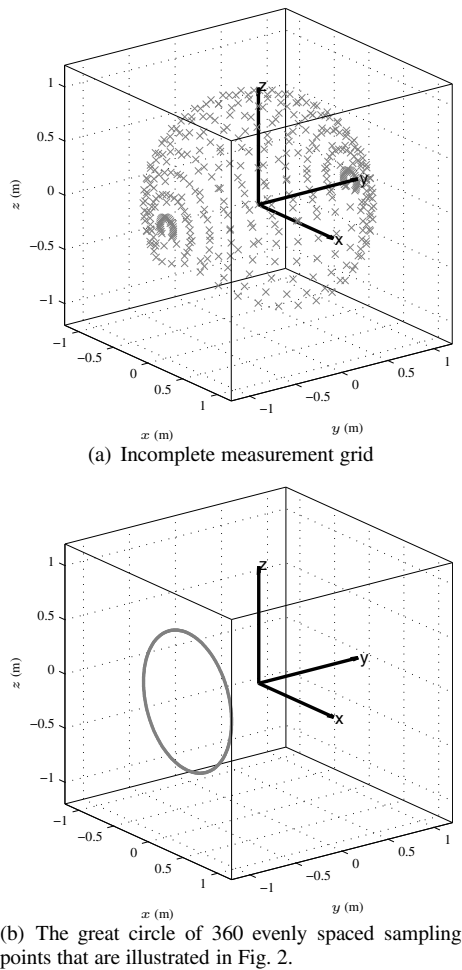 1
0.5
0
−0.5
−1
z (m)
z
y
x
−1
−0.5
0
0.5
1
x (m)
−1
−0.5
0
0.5
1
y (m)
(a) Incomplete measurement grid
1
0.5
0
−0.5
−1
z (m)
z
y
x
−1
−0.5
0
0.5
1
x (m)
−1
−0.5
0
0.5
1
y (m)
(b) The great circle of 360 evenly spaced sampling
points that are illustrated in Fig. 2.